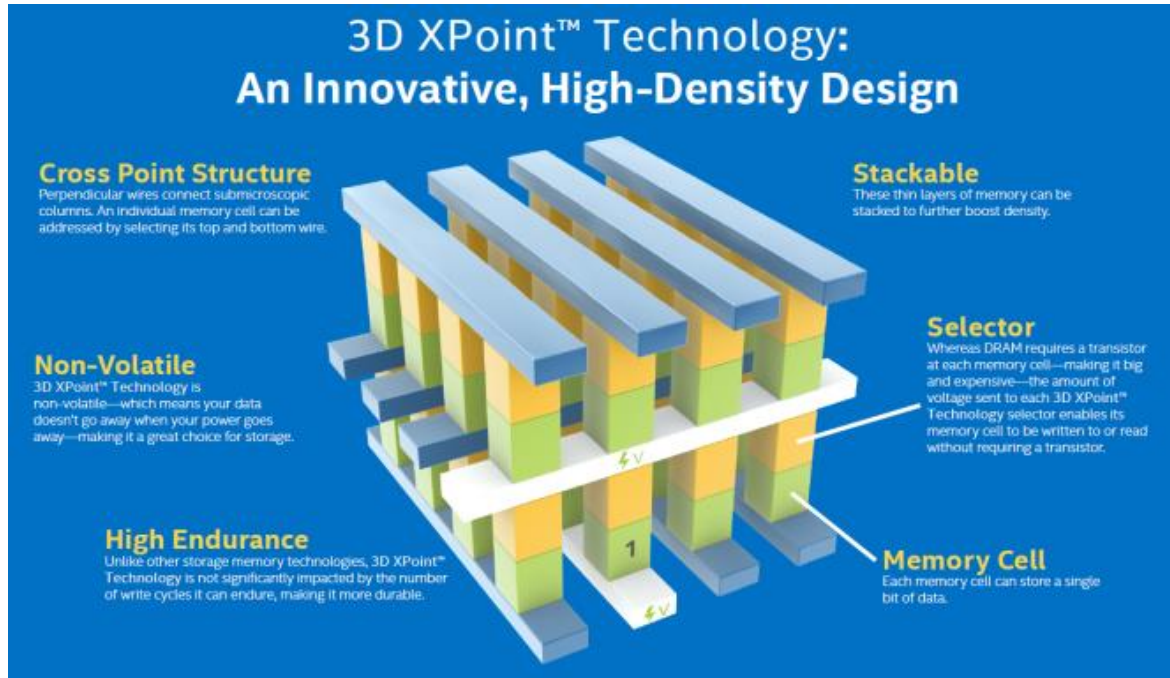 3D XPoint™ Technology:
An Innovative, High-Density Design
Cross Point Structure
Perpendicular wires connect submicroscopic
columns. An individual memory cell can be
addressed by selecting its top and bottom wire.
Stackable
These thin layers of memory can be
stacked to further boost density.
Non-Volatile
3D XPoint™ Technology is
non-volatile—which means your data
doesn't go away when your power goes
away—making it a great choice for storage.
Selector
Whereas DRAM requires a transistor
at each memory cell—making it big
and expensive—the amount of
voltage sent to each 3D XPoint™
Technology selector enables its
memory cell to be written to or read
without requiring a transistor.
V
High Endurance
Unlike other storage memory technologies, 3D XPoint™
Technology is not significantly impacted by the number
of write cycles it can endure, making it more durable.
1
V
Memory Cell
Each memory cell can store a single
bit of data.